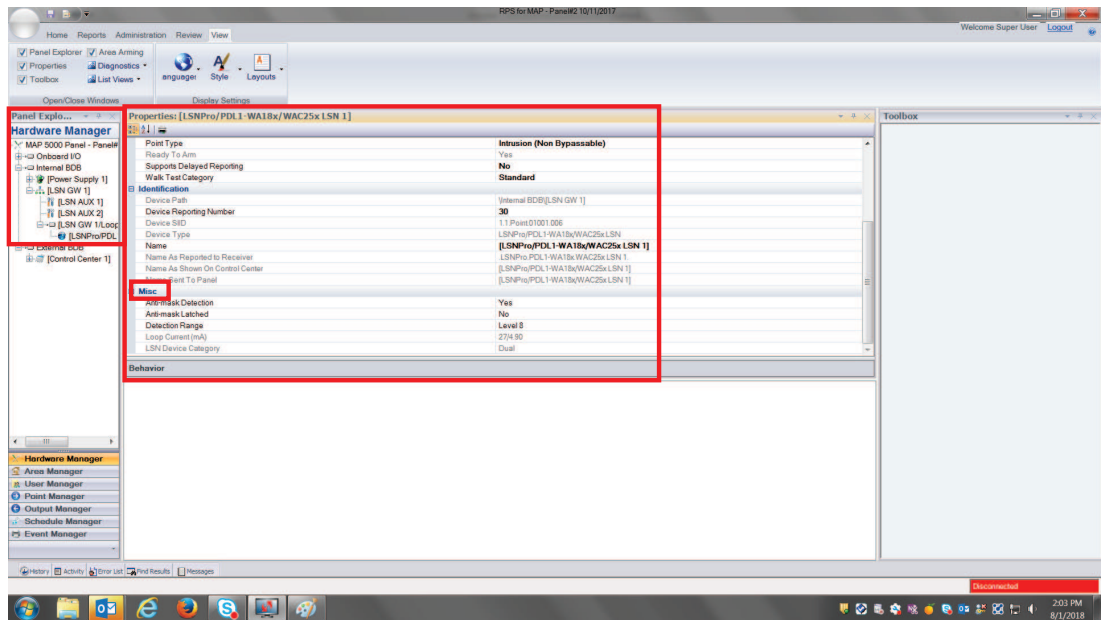 RPS for MAP - Panel#2 10/11/2017
Home Reports Administration Review View
Welcome Super User Logout
Panel Explorer Area Arming
Properties Diagnostics
Toolbox List Views
anguage Style Layouts
Open/Close Windows Display Settings
Panel Explo...
Hardware Manager
MAP 5000 Panel - Panel#
Onboard I/O
Internal BDB
[Power Supply 1]
[LSN GW 1]
[LSN AUX 1]
[LSN AUX 2]
[LSN GW 1/Loop
[LSNPro/PDL
External BDB
[Control Center 1]
Properties: [LSNPro/PDL1-WA18x/WAC25x LSN 1]
Point Type Intrusion (Non Bypassable)
Ready To Arm Yes
Supports Delayed Reporting No
Walk Test Category Standard
Identification
Device Path \Internal BDB\[LSN GW 1]
Device Reporting Number 30
Device SIID 1.1.Point.01001.006
Device Type LSNPro/PDL1-WA18x/WAC25x LSN
Name [LSNPro/PDL1-WA18x/WAC25x LSN 1]
Name As Reported to Receiver .LSNPro.PDL1-WA18x.WAC25x LSN 1.
Name As Shown On Control Center [LSNPro/PDL1-WA18x/WAC25x LSN 1]
Name Sent To Panel [LSNPro/PDL1-WA18x/WAC25x LSN 1]
Misc
Anti-mask Detection Yes
Anti-mask Latched No
Detection Range Level 8
Loop Current (mA) 27/4.90
LSN Device Category Dual
Behavior
Toolbox
Hardware Manager
Area Manager
User Manager
Point Manager
Output Manager
Schedule Manager
Event Manager
History Activity Error List Find Results Messages
Disconnected
2:03 PM
8/1/2018